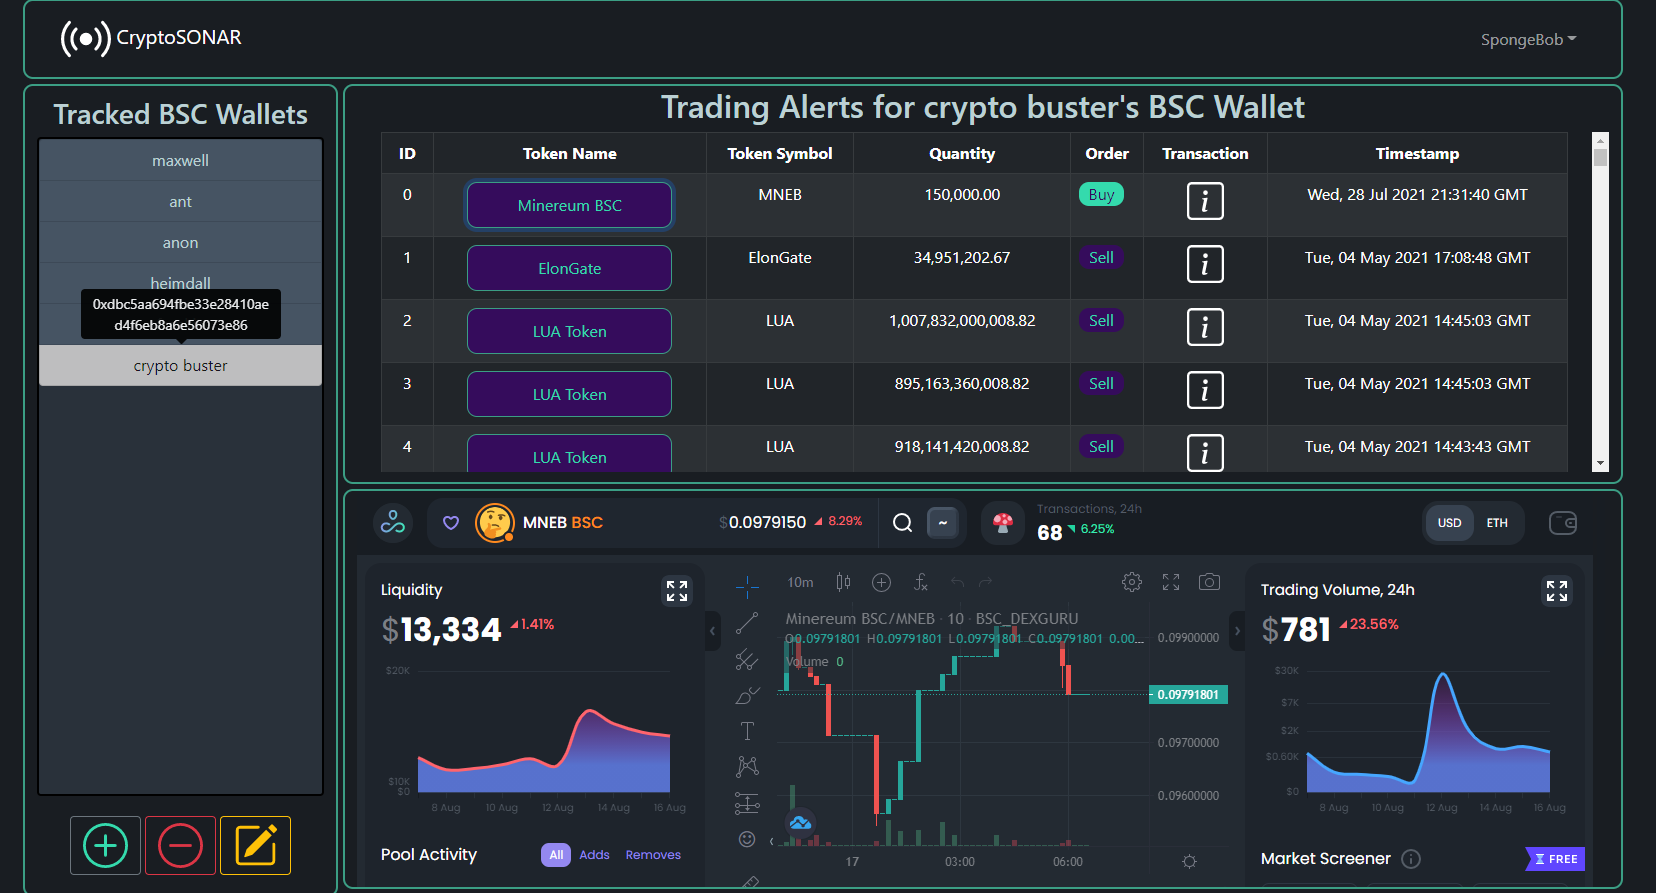 CryptoSONAR
SpongeBob
Tracked BSC Wallets
maxwell
ant
anon
heimdall
0xdbc5aa694fbe33e28410ae
d4f6eb8a6e56073e86
crypto buster
Trading Alerts for crypto buster's BSC Wallet
ID Token Name Token Symbol Quantity Order Transaction Timestamp
0 Minereum BSC MNEB 150,000.00 Buy i Wed, 28 Jul 2021 21:31:40 GMT
1 ElonGate ElonGate 34,951,202.67 Sell i Tue, 04 May 2021 17:08:48 GMT
2 LUA Token LUA 1,007,832,000,008.82 Sell i Tue, 04 May 2021 14:45:03 GMT
3 LUA Token LUA 895,163,360,008.82 Sell i Tue, 04 May 2021 14:45:03 GMT
4 LUA Token LUA 918,141,420,008.82 Sell i Tue, 04 May 2021 14:43:43 GMT
MNEB BSC $0.0979150 8.29% ~ Transactions, 24h
68 6.25%
USD ETH
Liquidity
$13,334 1.41%
$20K
$10K
$0
8 Aug 10 Aug 12 Aug 14 Aug 16 Aug
Pool Activity All Adds Removes
10m
Minereum BSC/MNEB · 10 · BSC_DEXGURU
O0.09791801 H0.09791801 L0.09791801 C0.09791801 0.00...
Volume 0
0.09900000
0.09791801
0.09700000
0.09600000
17 03:00 06:00
Trading Volume, 24h
$781 23.56%
$30K
$7K
$2K
$0.60K
$0
8 Aug 10 Aug 12 Aug 14 Aug 16 Aug
Market Screener i FREE